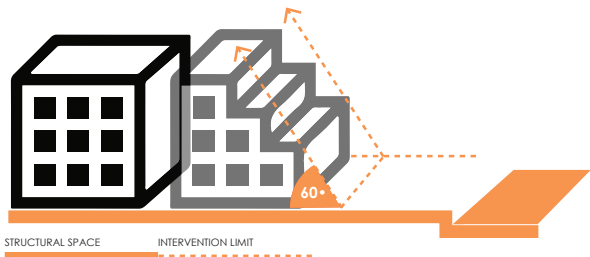 60•
STRUCTURAL SPACE
INTERVENTION LIMIT